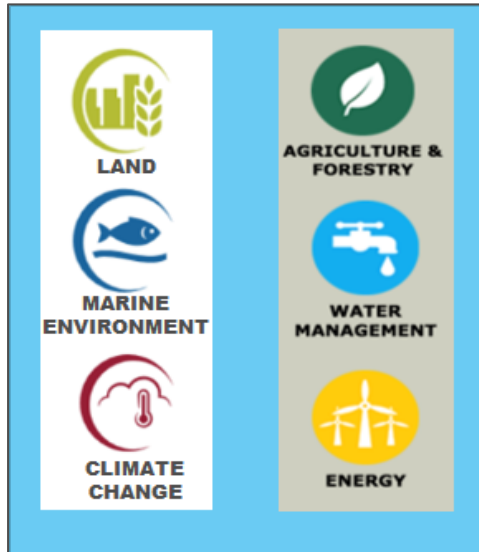 LAND
MARINE
ENVIRONMENT
CLIMATE
CHANGE
AGRICULTURE &
FORESTRY
WATER
MANAGEMENT
ENERGY